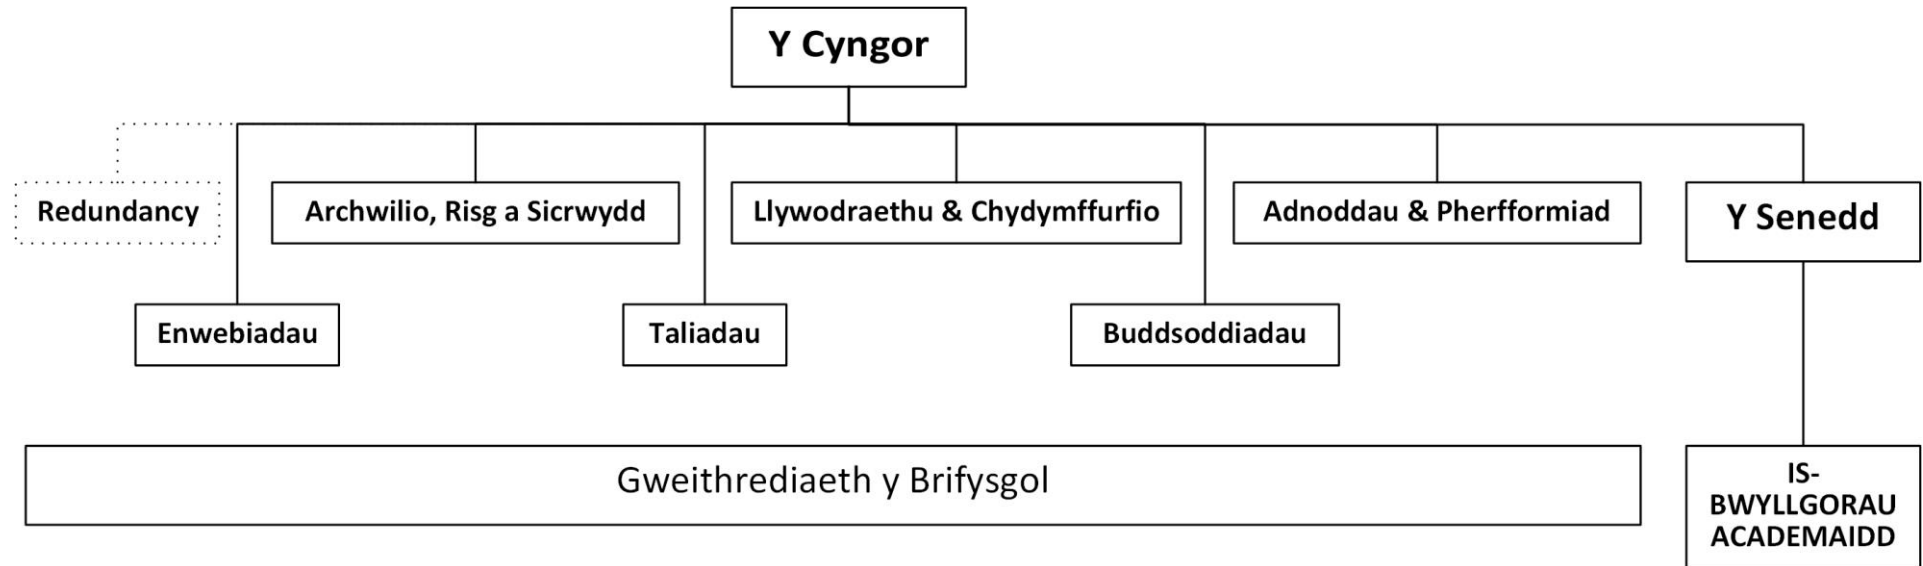 Y Cyngor
Redundancy
Archwilio, Risg a Sicrwydd
Llywodraethu & Chydymffurfio
Adnoddau & Pherfformiad
Y Senedd
Enwebiadau
Taliadau
Buddsoddiadau
Gweithrediaeth y Brifysgol
IS-
BWYLLGORAU
ACADEMAIDD